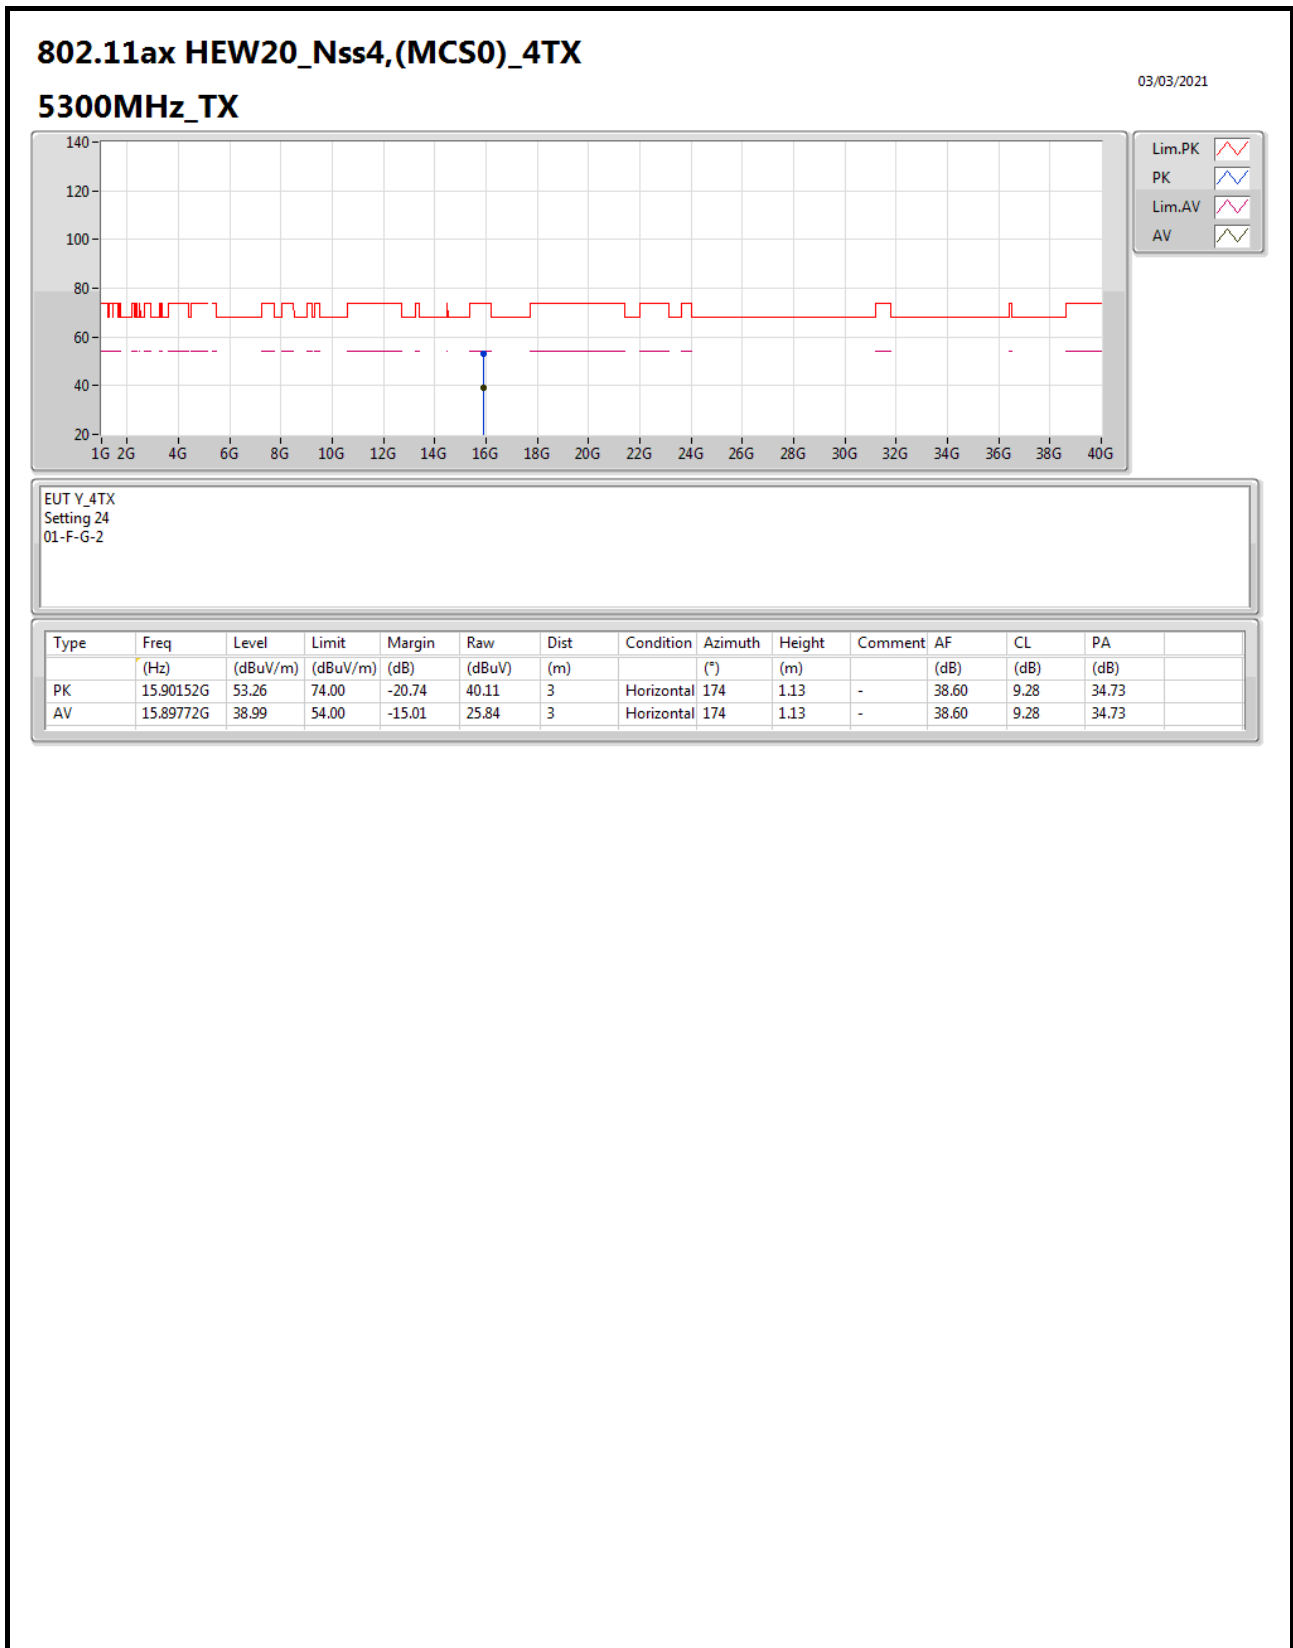 802.11ax HEW20_Nss4,(MCS0)_4TX
03/03/2021
5300MHz_TX
140
120
100
80
60
40
20
1G 2G 4G 6G 8G 10G 12G 14G 16G 18G 20G 22G 24G 26G 28G 30G 32G 34G 36G 38G 40G
Lim.PK
PK
Lim.AV
AV
EUT Y_4TX
Setting 24
01-F-G-2
Type Freq Level Limit Margin Raw Dist Condition Azimuth Height Comment AF CL PA
(Hz) (dBuV/m) (dBuV/m) (dB) (dBuV) (m) (°) (m) (dB) (dB) (dB)
PK 15.90152G 53.26 74.00 -20.74 40.11 3 Horizontal 174 1.13 - 38.60 9.28 34.73
AV 15.89772G 38.99 54.00 -15.01 25.84 3 Horizontal 174 1.13 - 38.60 9.28 34.73